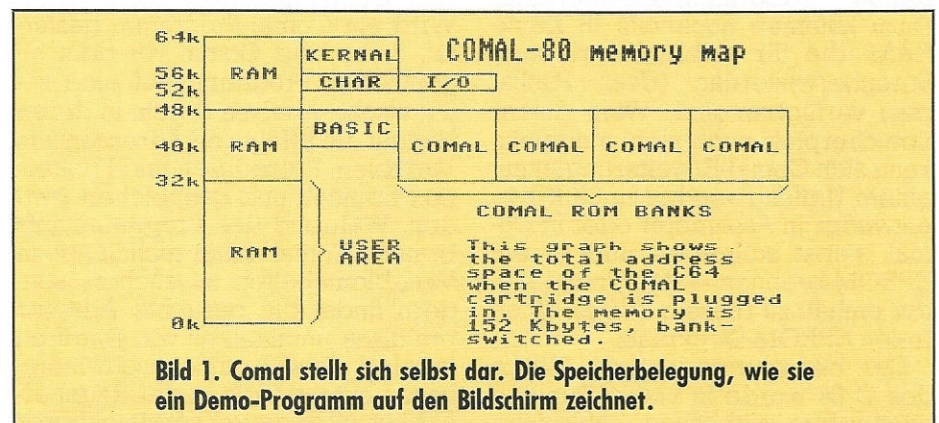 64k
KERNAL
COMAL-80 memory map
56k
RAM
CHAR
I/O
52k
48k
BASIC
40k
RAM
COMAL
COMAL
COMAL
COMAL
32k
COMAL ROM BANKS
RAM
USER
AREA
This graph shows
the total address
space of the C64
when the COMAL
cartridge is plugged
in. The memory is
152 Kbytes, bank-
switched.
0k
Bild 1. Comal stellt sich selbst dar. Die Speicherbelegung, wie sie
ein Demo-Programm auf den Bildschirm zeichnet.